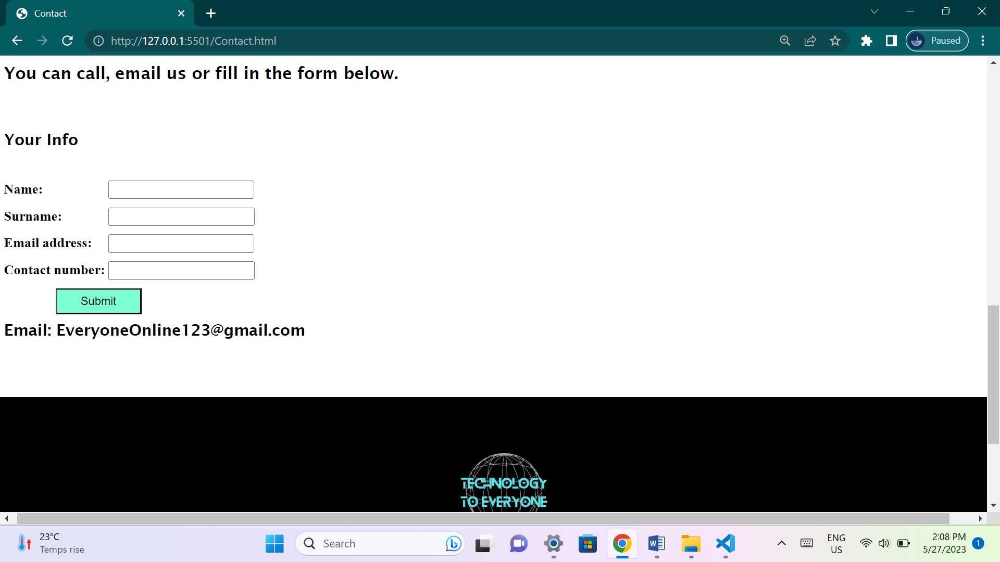 Contact
http://127.0.0.1:5501/Contact.html
Paused
You can call, email us or fill in the form below.
Your Info
Name:
Surname:
Email address:
Contact number:
Submit
Email: EveryoneOnline123@gmail.com
TECHNOLOGY
TO EVERYONE
23°C
Temps rise
Search
W
ENG
US
2:08 PM
5/27/2023
1